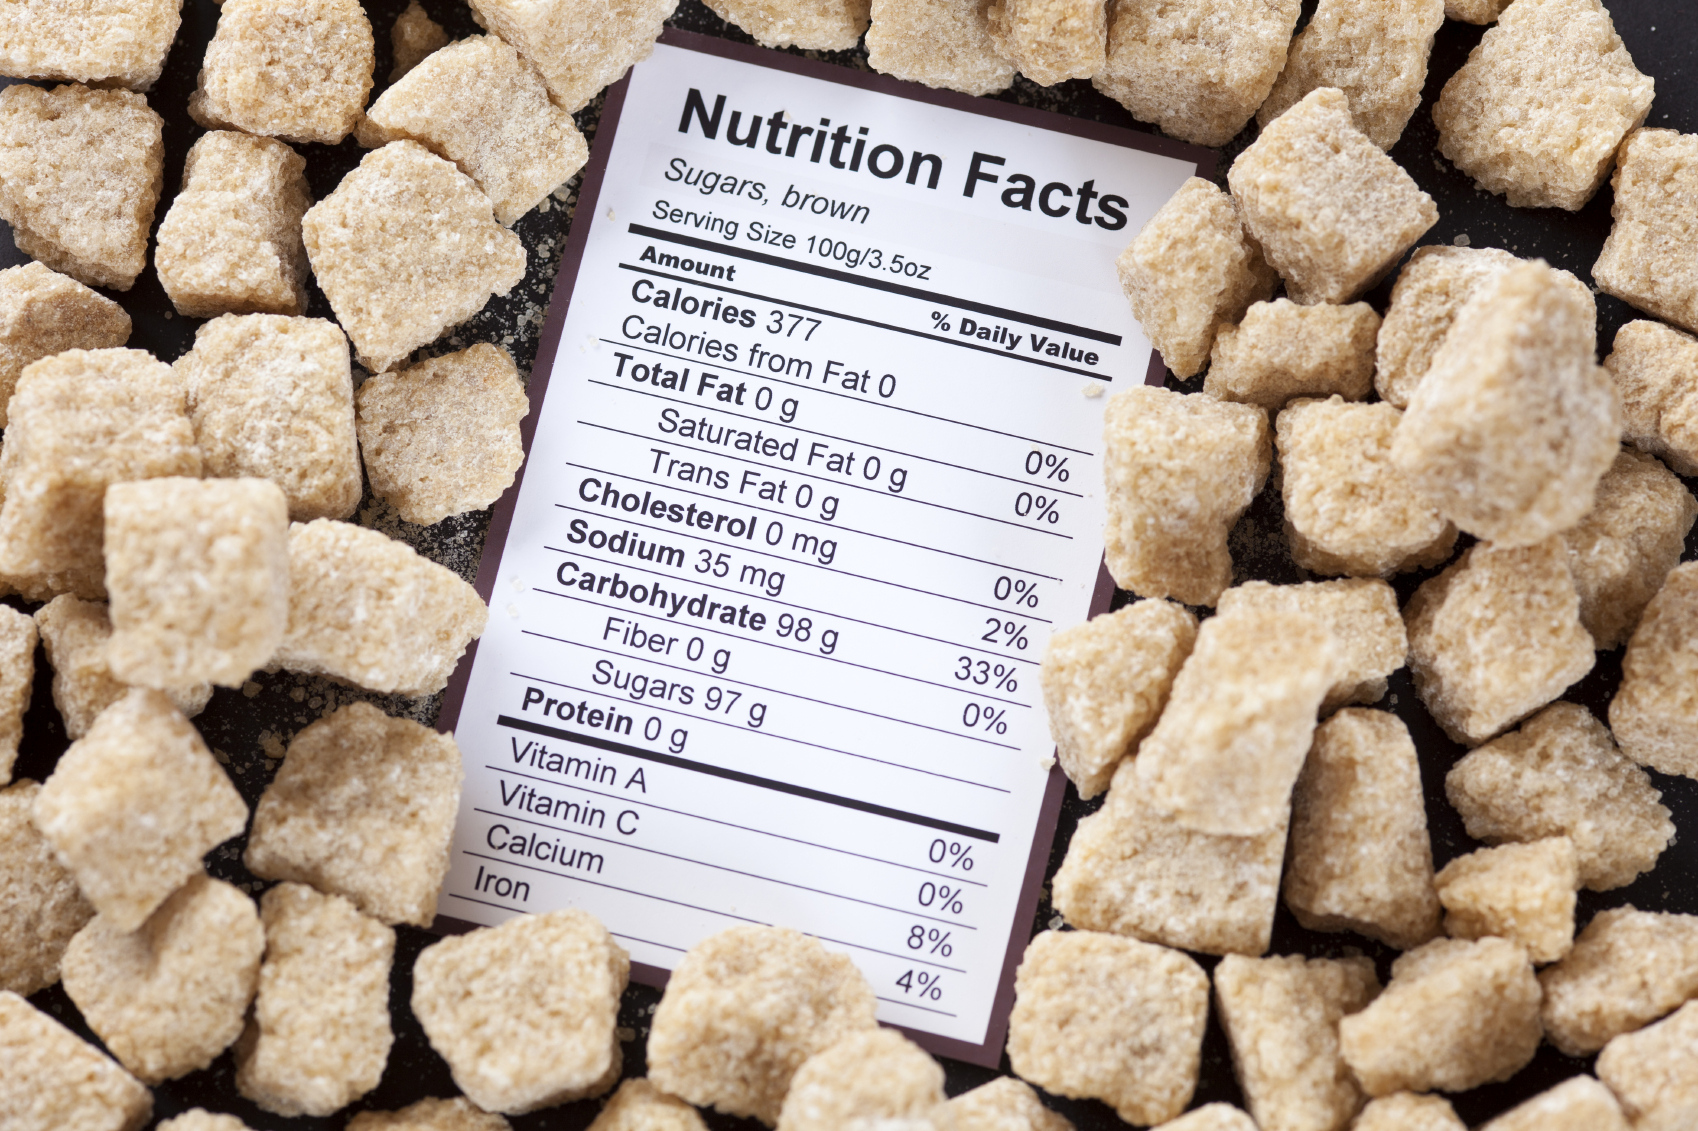 Nutrition Facts
Sugars, brown
Serving Size 100g/3.5oz
Amount % Daily Value
Calories 377
Calories from Fat 0
Total Fat 0 g 0%
Saturated Fat 0 g 0%
Trans Fat 0 g
Cholesterol 0 mg 0%
Sodium 35 mg 2%
Carbohydrate 98 g 33%
Fiber 0 g 0%
Sugars 97 g
Protein 0 g
Vitamin A 0%
Vitamin C 0%
Calcium 8%
Iron 4%